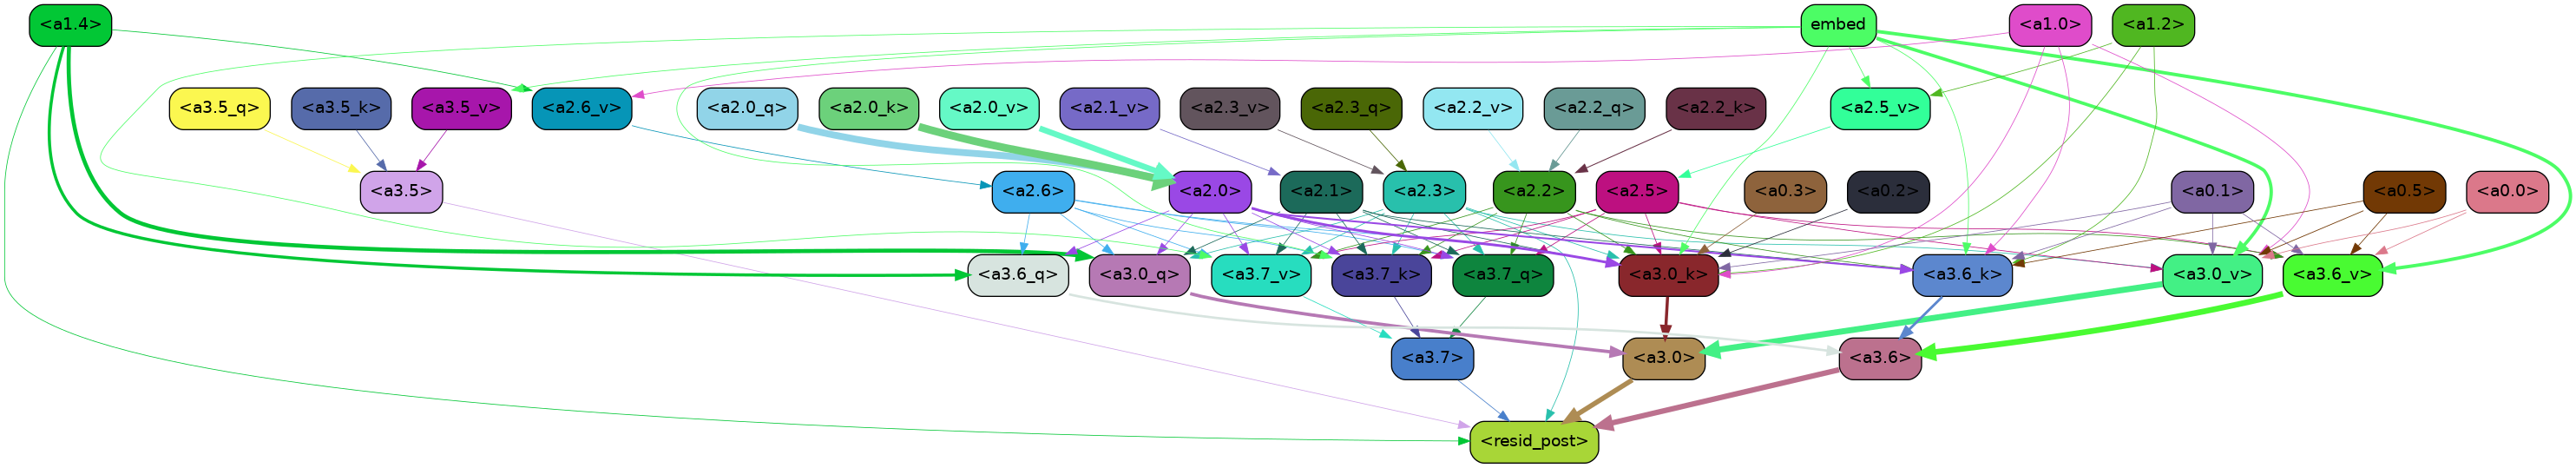 <a1.4>
embed
<a1.0>
<a1.2>
<a3.5_q>
<a3.5_k>
<a3.5_v>
<a2.6_v>
<a2.0_q>
<a2.0_k>
<a2.0_v>
<a2.1_v>
<a2.3_v>
<a2.3_q>
<a2.2_v>
<a2.2_q>
<a2.2_k>
<a2.5_v>
<a3.5>
<a2.6>
<a2.0>
<a2.1>
<a2.3>
<a2.2>
<a2.5>
<a0.3>
<a0.2>
<a0.1>
<a0.5>
<a0.0>
<a3.6_q>
<a3.0_q>
<a3.7_v>
<a3.7_k>
<a3.7_q>
<a3.0_k>
<a3.6_k>
<a3.0_v>
<a3.6_v>
<a3.7>
<a3.0>
<a3.6>
<resid_post>